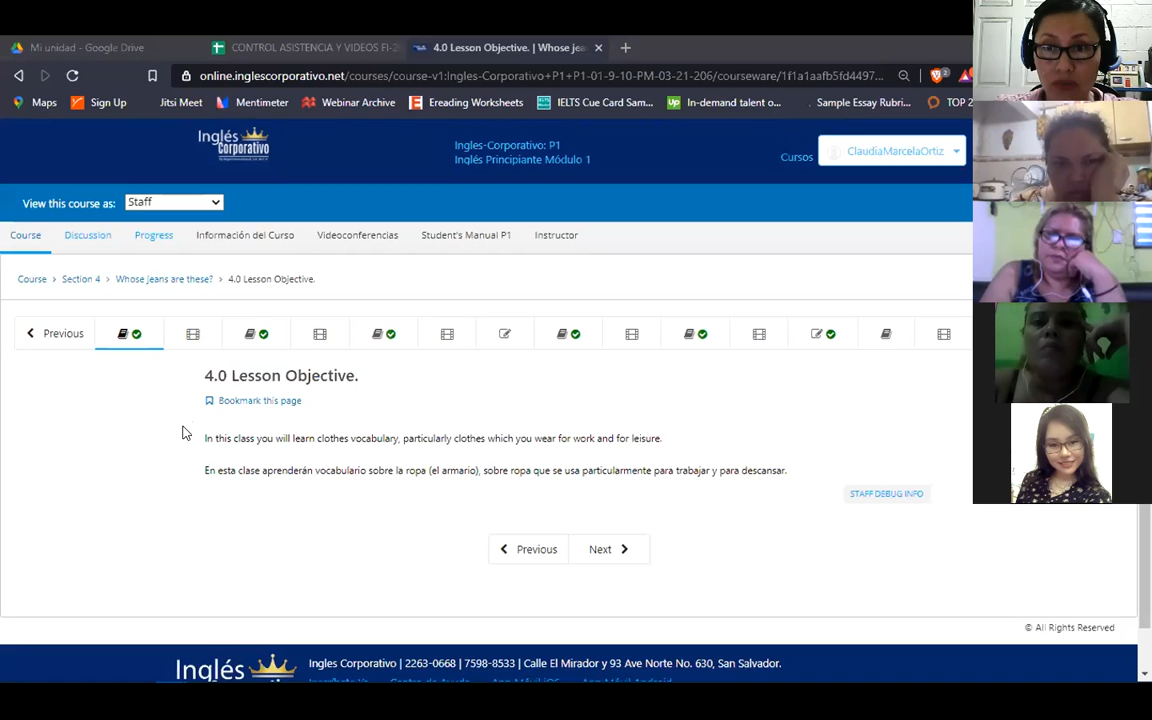 Mi unidad - Google Drive
CONTROL ASISTENCIA Y VIDEOS FI-2
4.0 Lesson Objective. | Whose jea
online.inglescorporativo.net/courses/course-v1:Ingles-Corporativo+P1+P1-01-9-10-PM-03-21-206/courseware/1f1a1aafb5fd4497...
Maps
Sign Up
Jitsi Meet
Mentimeter
Webinar Archive
Ereading Worksheets
IELTS Cue Card Sam...
In-demand talent o...
Sample Essay Rubri...
TOP 2
Inglés
Corporativo
Ingles-Corporativo: P1
Inglés Principiante Módulo 1
Cursos
ClaudiaMarcelaOrtiz
View this course as:
Staff
Course
Discussion
Progress
Información del Curso
Videoconferencias
Student's Manual P1
Instructor
Course > Section 4 > Whose jeans are these? > 4.0 Lesson Objective.
Previous
4.0 Lesson Objective.
Bookmark this page
In this class you will learn clothes vocabulary, particularly clothes which you wear for work and for leisure.
En esta clase aprenderán vocabulario sobre la ropa (el armario), sobre ropa que se usa particularmente para trabajar y para descansar.
STAFF DEBUG INFO
Previous
Next
© All Rights Reserved
Inglés
Ingles Corporativo | 2263-0668 | 7598-8533 | Calle El Mirador y 93 Ave Norte No. 630, San Salvador.